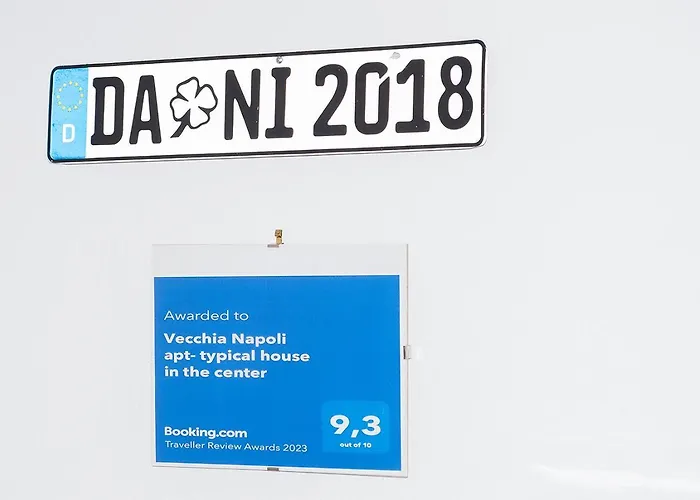 D
DA NI 2018
Awarded to
Vecchia Napoli
apt- typical house
in the center
Booking.com
Traveller Review Awards 2023
9,3
out of 10